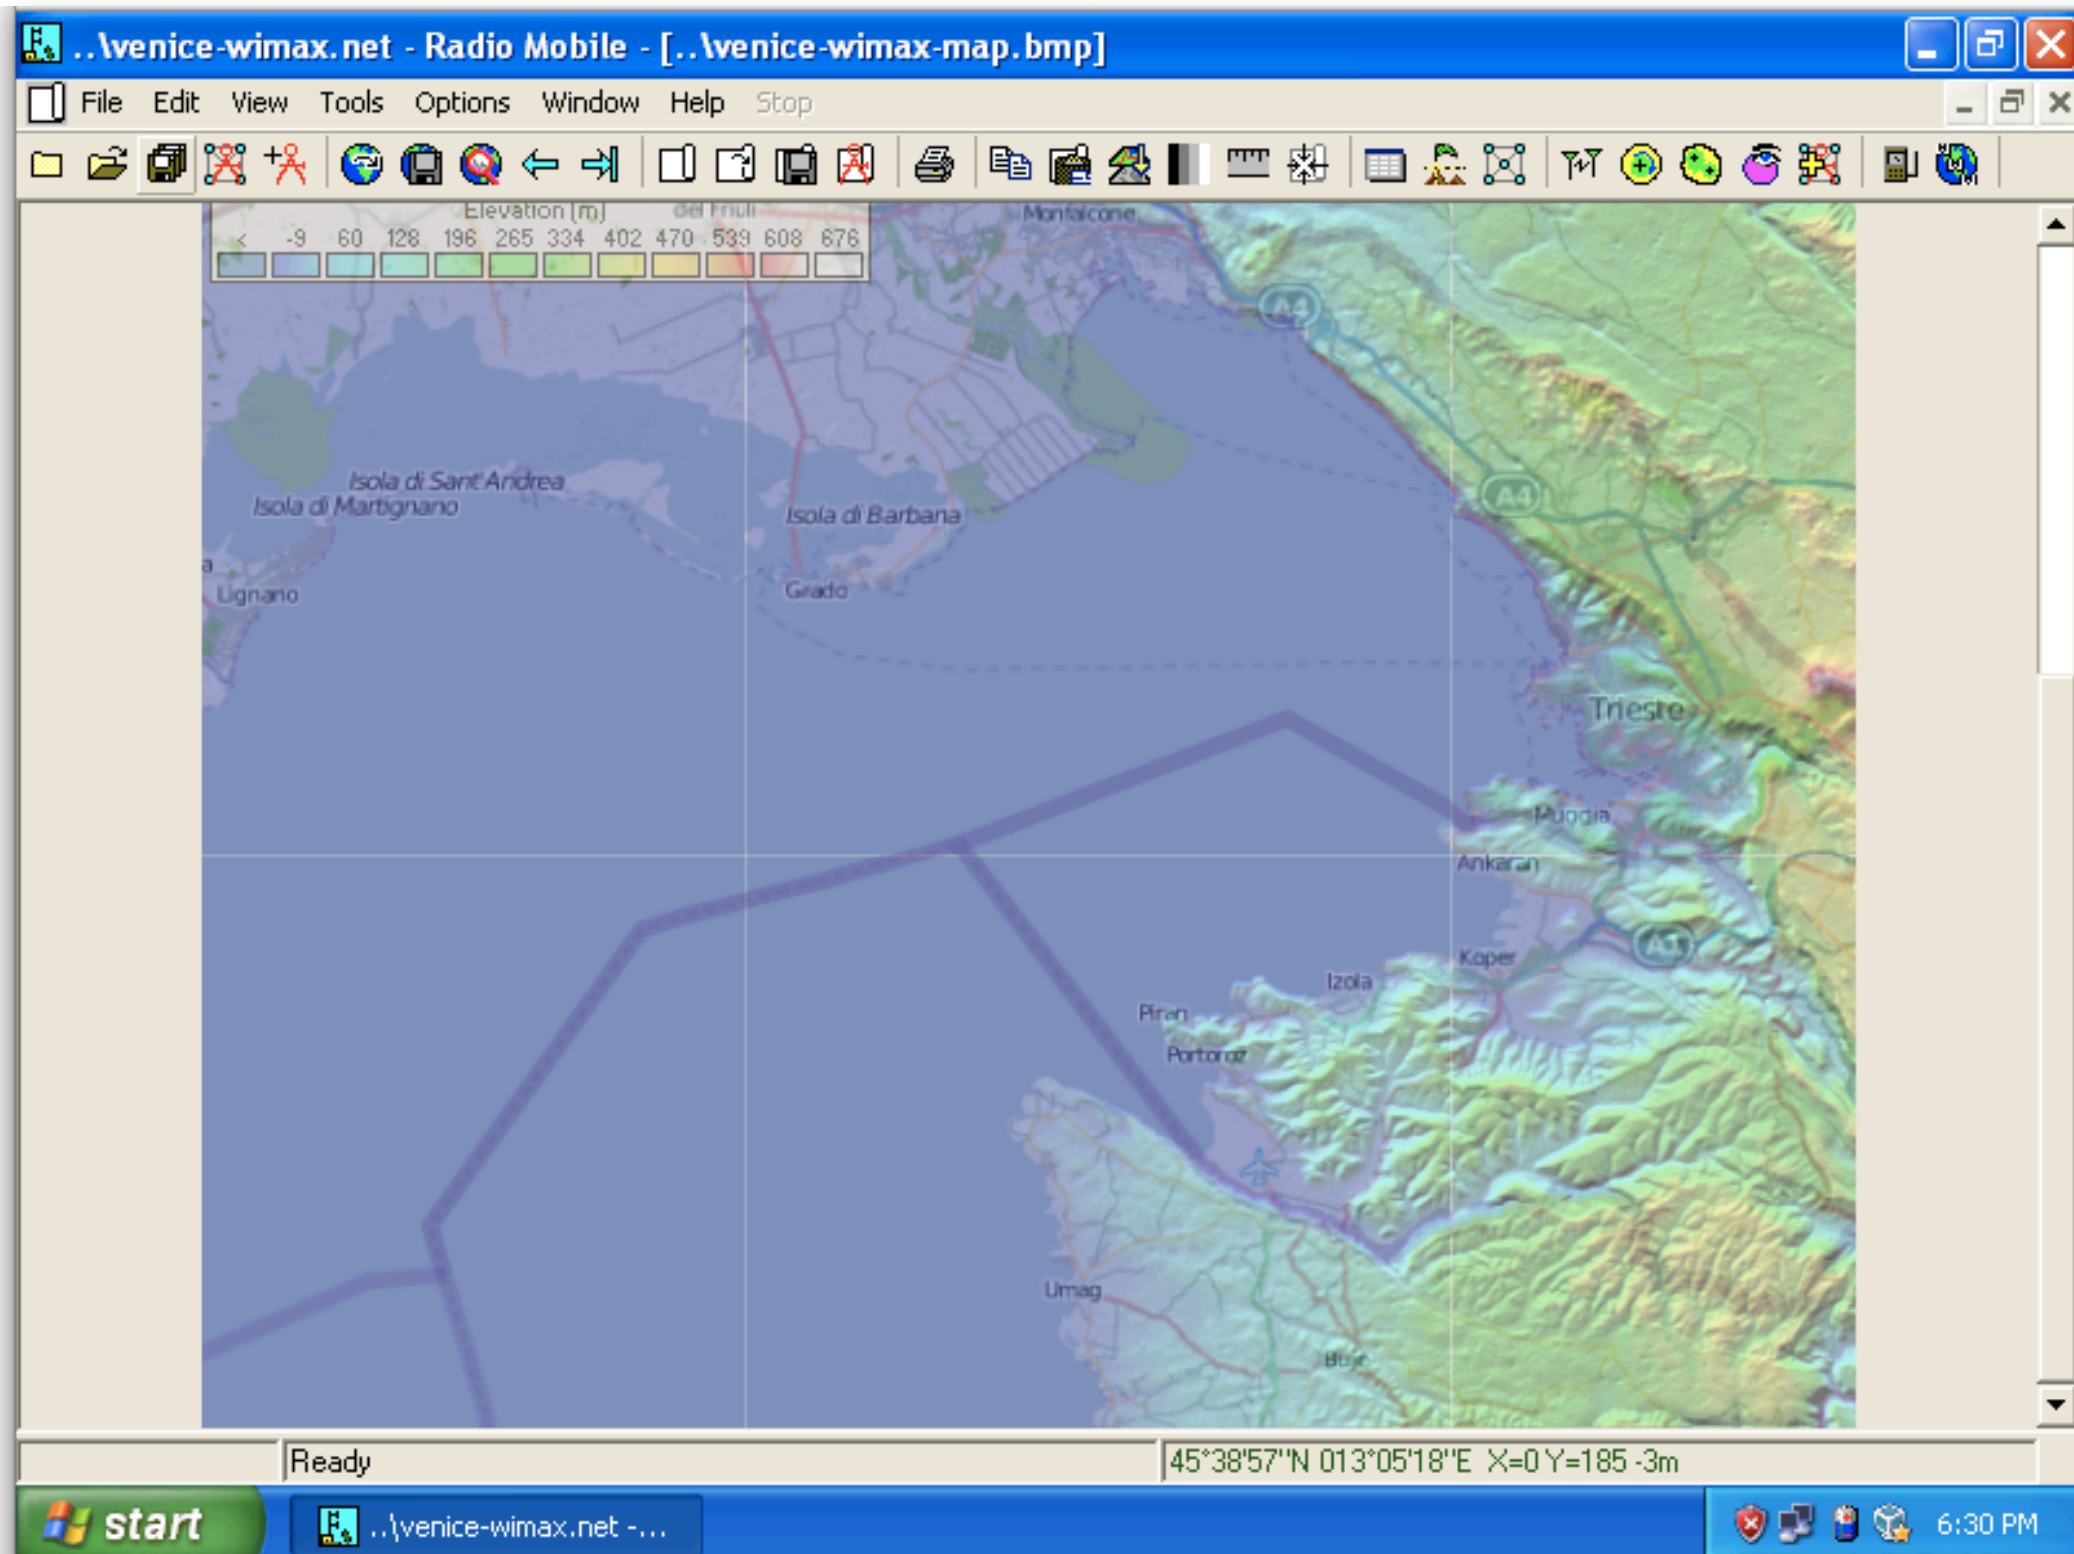 ..\venice-wimax.net - Radio Mobile - [..\venice-wimax-map.bmp]
File Edit View Tools Options Window Help Stop
Elevation (m)
del Friuli
Monfalcone
< -9 60 128 196 265 334 402 470 539 608 676
A4
Isola di Sant'Andrea
Isola di Martignano
A4
Isola di Barbana
a
Lignano
Grado
Trieste
Muggia
Ankaran
A1
Koper
Izola
Piran
Portorož
Umag
Buje
Ready
45°38'57''N 013°05'18''E X=0 Y=185 -3m
start
..\venice-wimax.net -...
6:30 PM